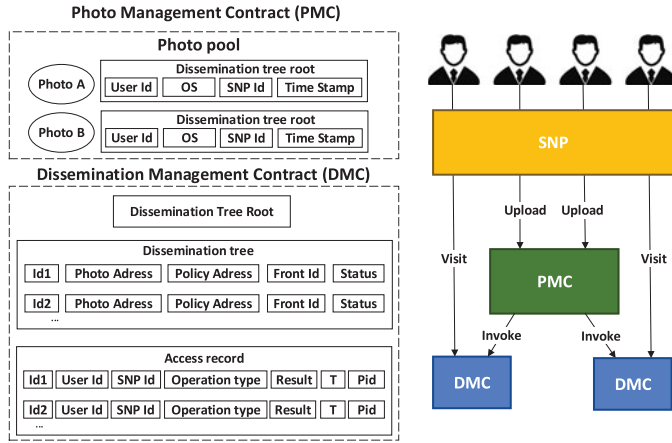 Photo Management Contract (PMC)
Photo pool
Photo A
Dissemination tree root
User Id OS SNP Id Time Stamp
Photo B
Dissemination tree root
User Id OS SNP Id Time Stamp
Dissemination Management Contract (DMC)
Dissemination Tree Root
Dissemination tree
Id1 Photo Adress Policy Adress Front Id Status
Id2 Photo Adress Policy Adress Front Id Status
...
Access record
Id1 User Id SNP Id Operation type Result T Pid
Id2 User Id SNP Id Operation type Result T Pid
...
SNP
Upload Upload
Visit Visit
PMC
Invoke Invoke
DMC DMC